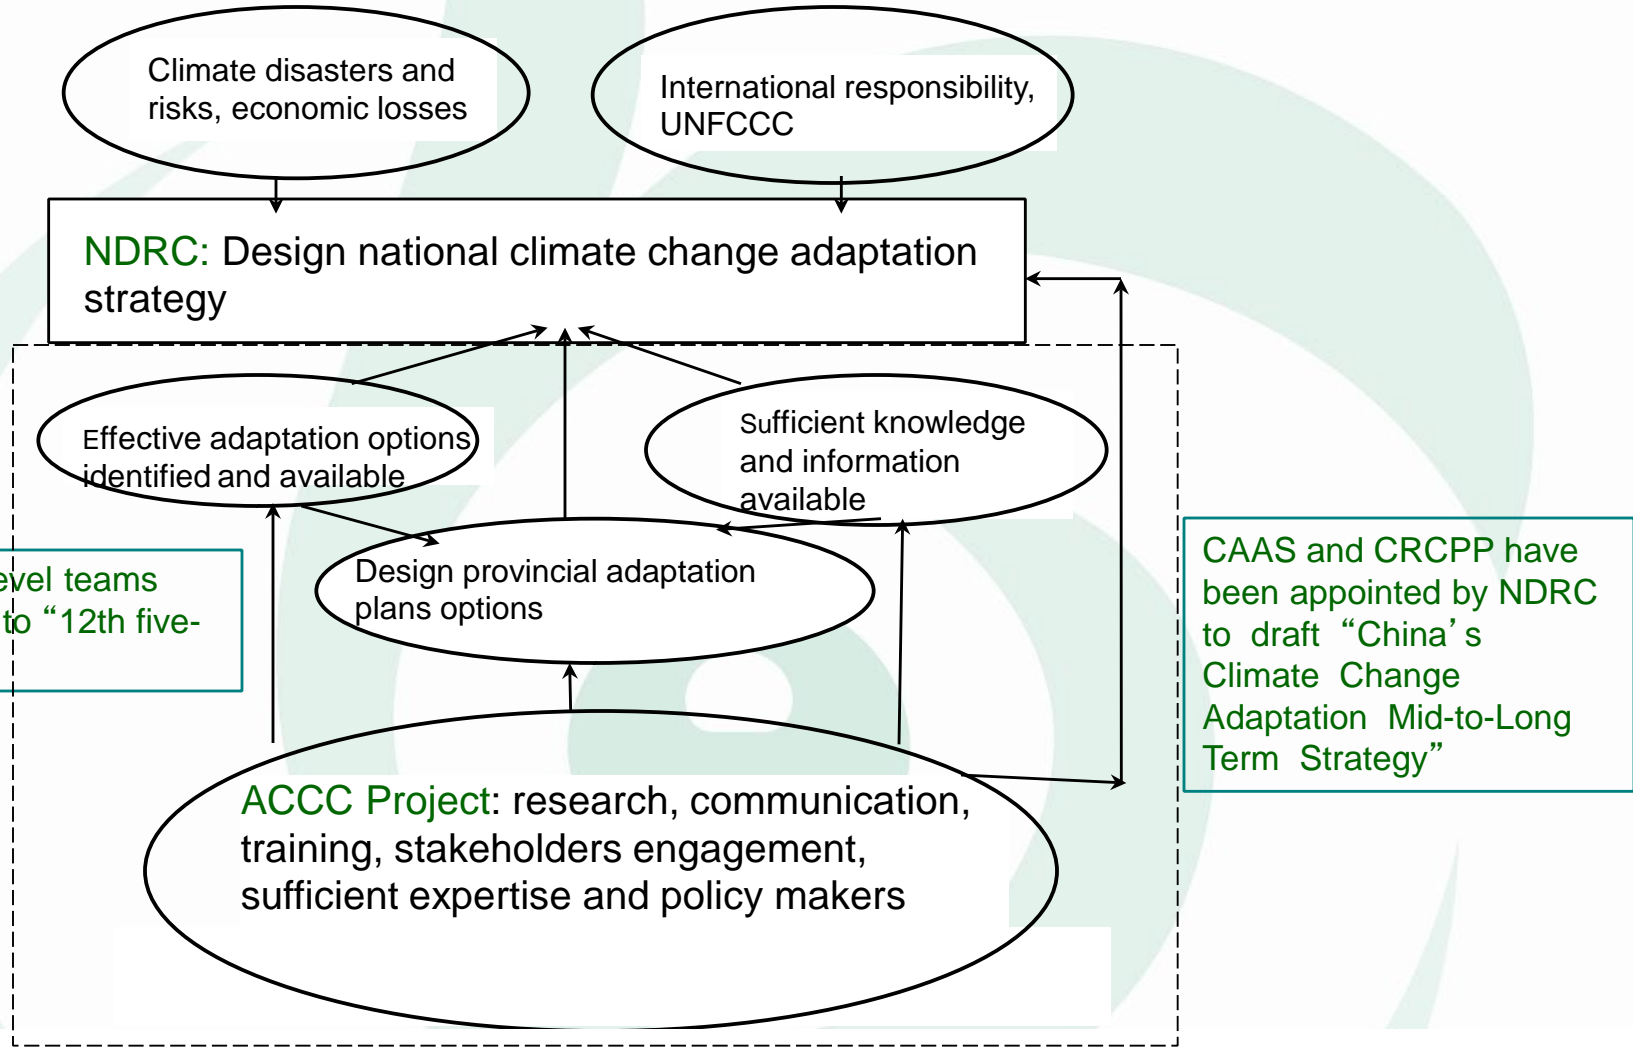 Climate disasters and
risks, economic losses
International responsibility,
UNFCCC
NDRC: Design national climate change adaptation
strategy
Effective adaptation options
identified and available
Sufficient knowledge
and information
available
evel teams
to “12th five-
Design provincial adaptation
plans options
CAAS and CRCPP have
been appointed by NDRC
to draft “China’s
Climate Change
Adaptation Mid-to-Long
Term Strategy”
ACCC Project: research, communication,
training, stakeholders engagement,
sufficient expertise and policy makers